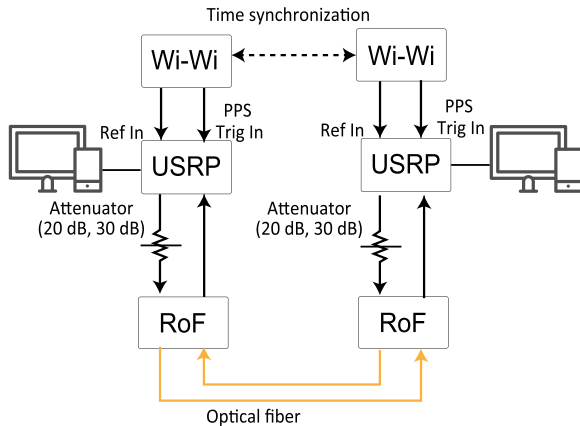 Time synchronization
Wi-Wi
Wi-Wi
Ref In
PPS
Trig In
Ref In
PPS
Trig In
USRP
USRP
Attenuator
(20 dB, 30 dB)
Attenuator
(20 dB, 30 dB)
RoF
RoF
Optical fiber